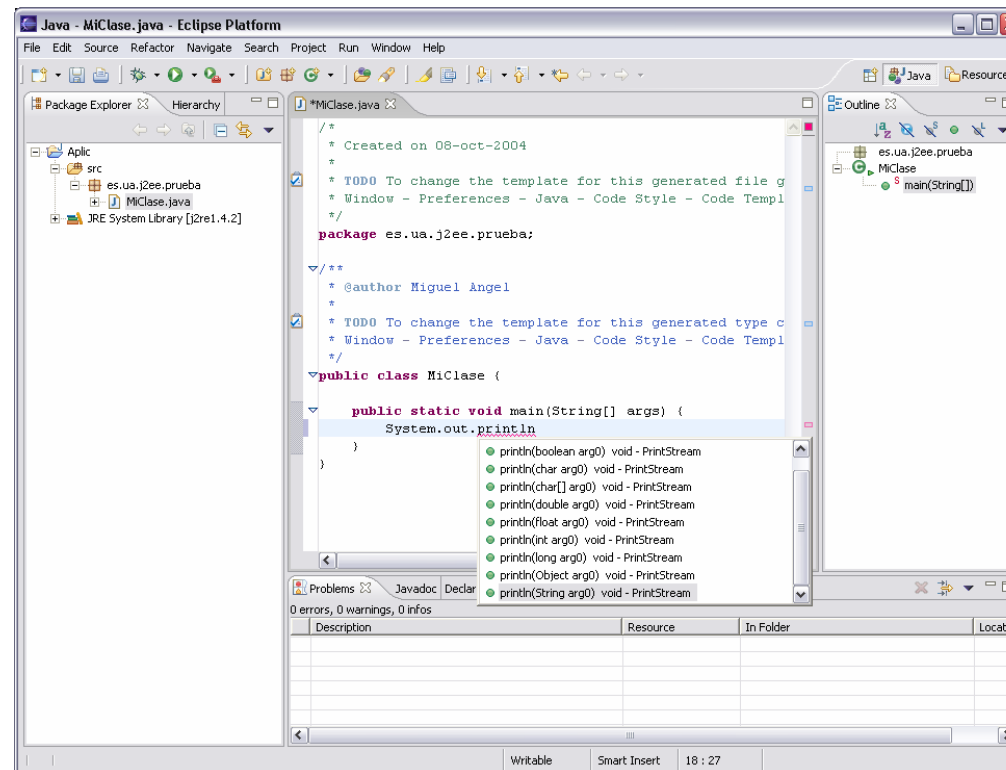 Java - MiClase.java - Eclipse Platform
File Edit Source Refactor Navigate Search Project Run Window Help
Java Resource
Package Explorer Hierarchy
*MiClase.java
Outline
Aplic
src
es.ua.j2ee.prueba
MiClase.java
JRE System Library [j2re1.4.2]
/*
* Created on 08-oct-2004
*
* TODO To change the template for this generated file g
* Window - Preferences - Java - Code Style - Code Templ
*/
package es.ua.j2ee.prueba;
/**
* @author Miguel Angel
*
* TODO To change the template for this generated type c
* Window - Preferences - Java - Code Style - Code Templ
*/
public class MiClase {
public static void main(String[] args) {
System.out.println
}
}
println(boolean arg0) void - PrintStream
println(char arg0) void - PrintStream
println(char[] arg0) void - PrintStream
println(double arg0) void - PrintStream
println(float arg0) void - PrintStream
println(int arg0) void - PrintStream
println(long arg0) void - PrintStream
println(Object arg0) void - PrintStream
println(String arg0) void - PrintStream
es.ua.j2ee.prueba
MiClase
S main(String[])
Problems Javadoc Declar
0 errors, 0 warnings, 0 infos
Description Resource In Folder Locat
Writable Smart Insert 18 : 27